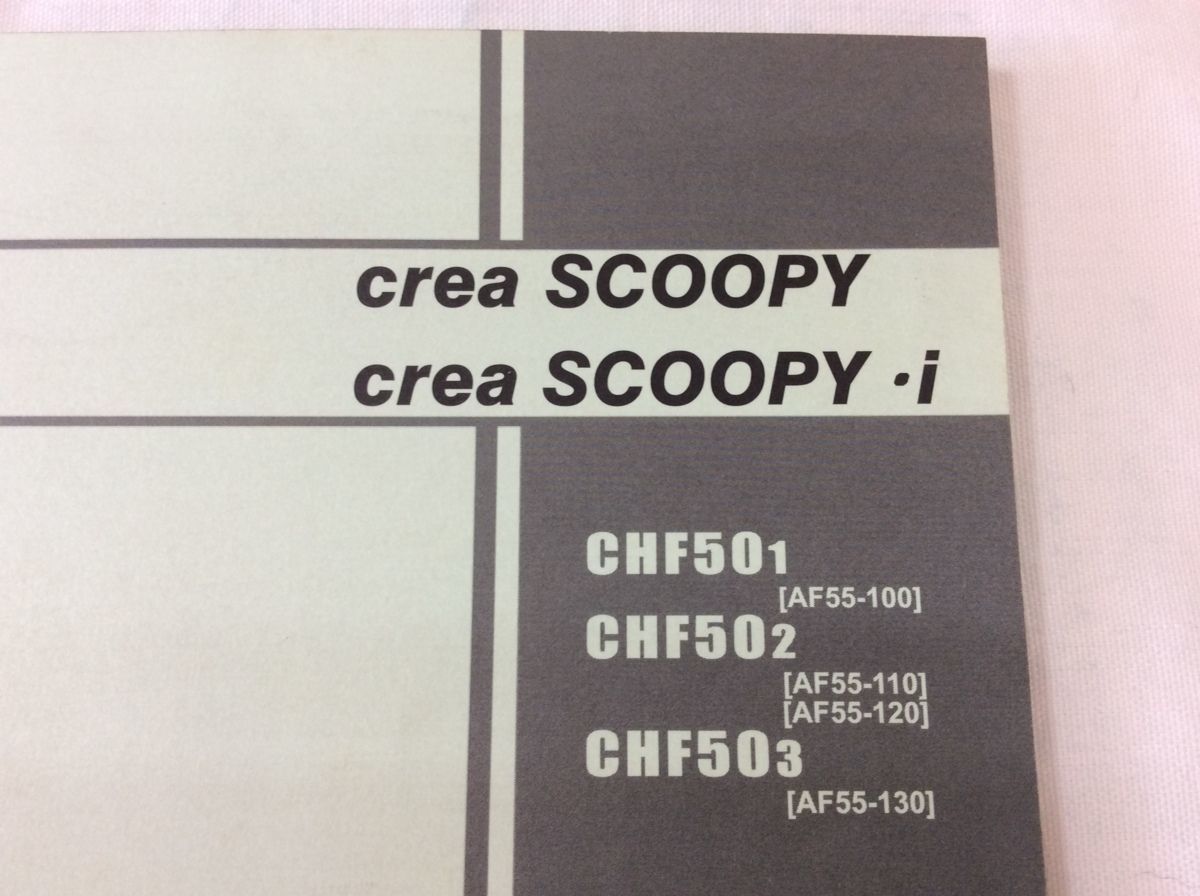 crea SCOOPY
crea SCOOPY・i
CHF501
[AF55-100]
CHF502
[AF55-110]
[AF55-120]
CHF503
[AF55-130]